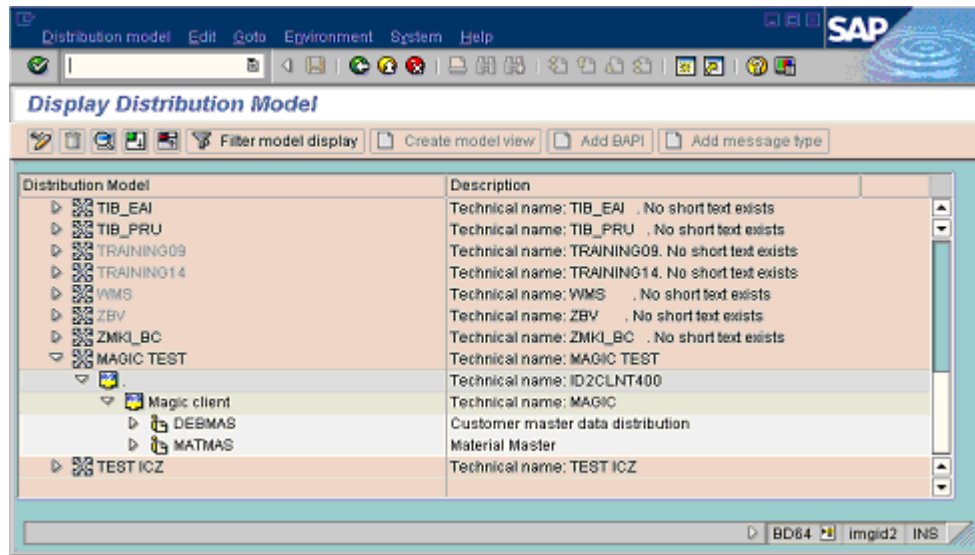 SAP
Distribution model Edit Goto Environment System Help
Display Distribution Model
Filter model display Create model view Add BAPI Add message type
Distribution Model Description
TIB_EAI Technical name: TIB_EAI . No short text exists
TIB_PRU Technical name: TIB_PRU . No short text exists
TRAINING09 Technical name: TRAINING09. No short text exists
TRAINING14 Technical name: TRAINING14. No short text exists
WMS Technical name: WMS . No short text exists
ZBV Technical name: ZBV . No short text exists
ZMKI_BC Technical name: ZMKI_BC . No short text exists
MAGIC TEST Technical name: MAGIC TEST
. Technical name: ID2CLNT400
Magic client Technical name: MAGIC
DEBMAS Customer master data distribution
MATMAS Material Master
TEST ICZ Technical name: TEST ICZ
BD64 imgid2 INS